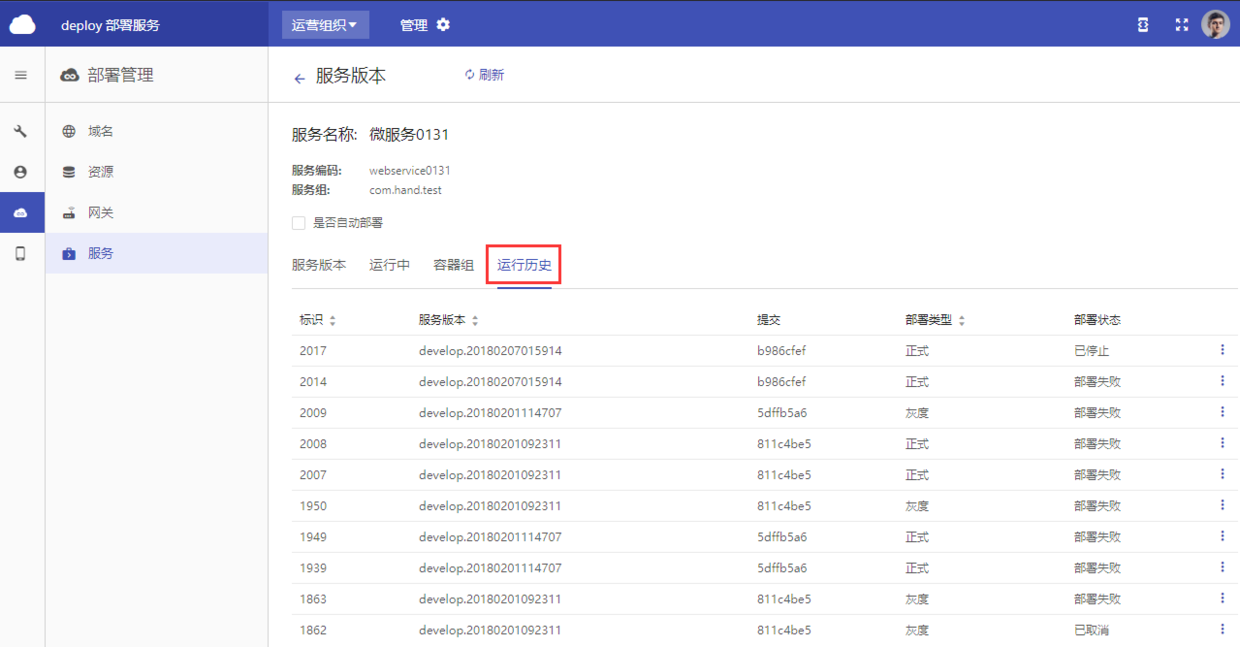 deploy 部署服务
运营组织
管理
部署管理
域名
资源
网关
服务
服务版本
刷新
服务名称: 微服务0131
服务编码: webservice0131
服务组: com.hand.test
是否自动部署
服务版本 运行中 容器组 运行历史
标识 服务版本 提交 部署类型 部署状态
2017 develop.20180207015914 b986cfef 正式 已停止
2014 develop.20180207015914 b986cfef 正式 部署失败
2009 develop.20180201114707 5dffb5a6 灰度 部署失败
2008 develop.20180201092311 811c4be5 正式 部署失败
2007 develop.20180201092311 811c4be5 正式 部署失败
1950 develop.20180201092311 811c4be5 灰度 部署失败
1949 develop.20180201114707 5dffb5a6 正式 部署失败
1939 develop.20180201114707 5dffb5a6 正式 部署失败
1863 develop.20180201092311 811c4be5 灰度 部署失败
1862 develop.20180201092311 811c4be5 灰度 已取消